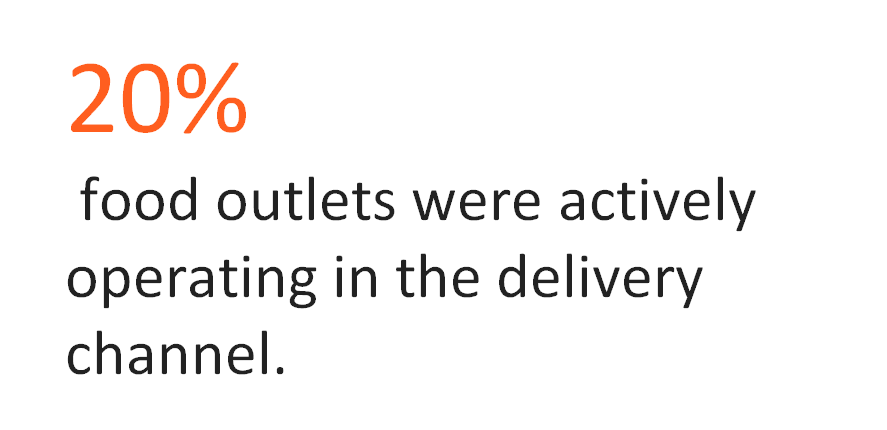 20%
food outlets were actively
operating in the delivery
channel.